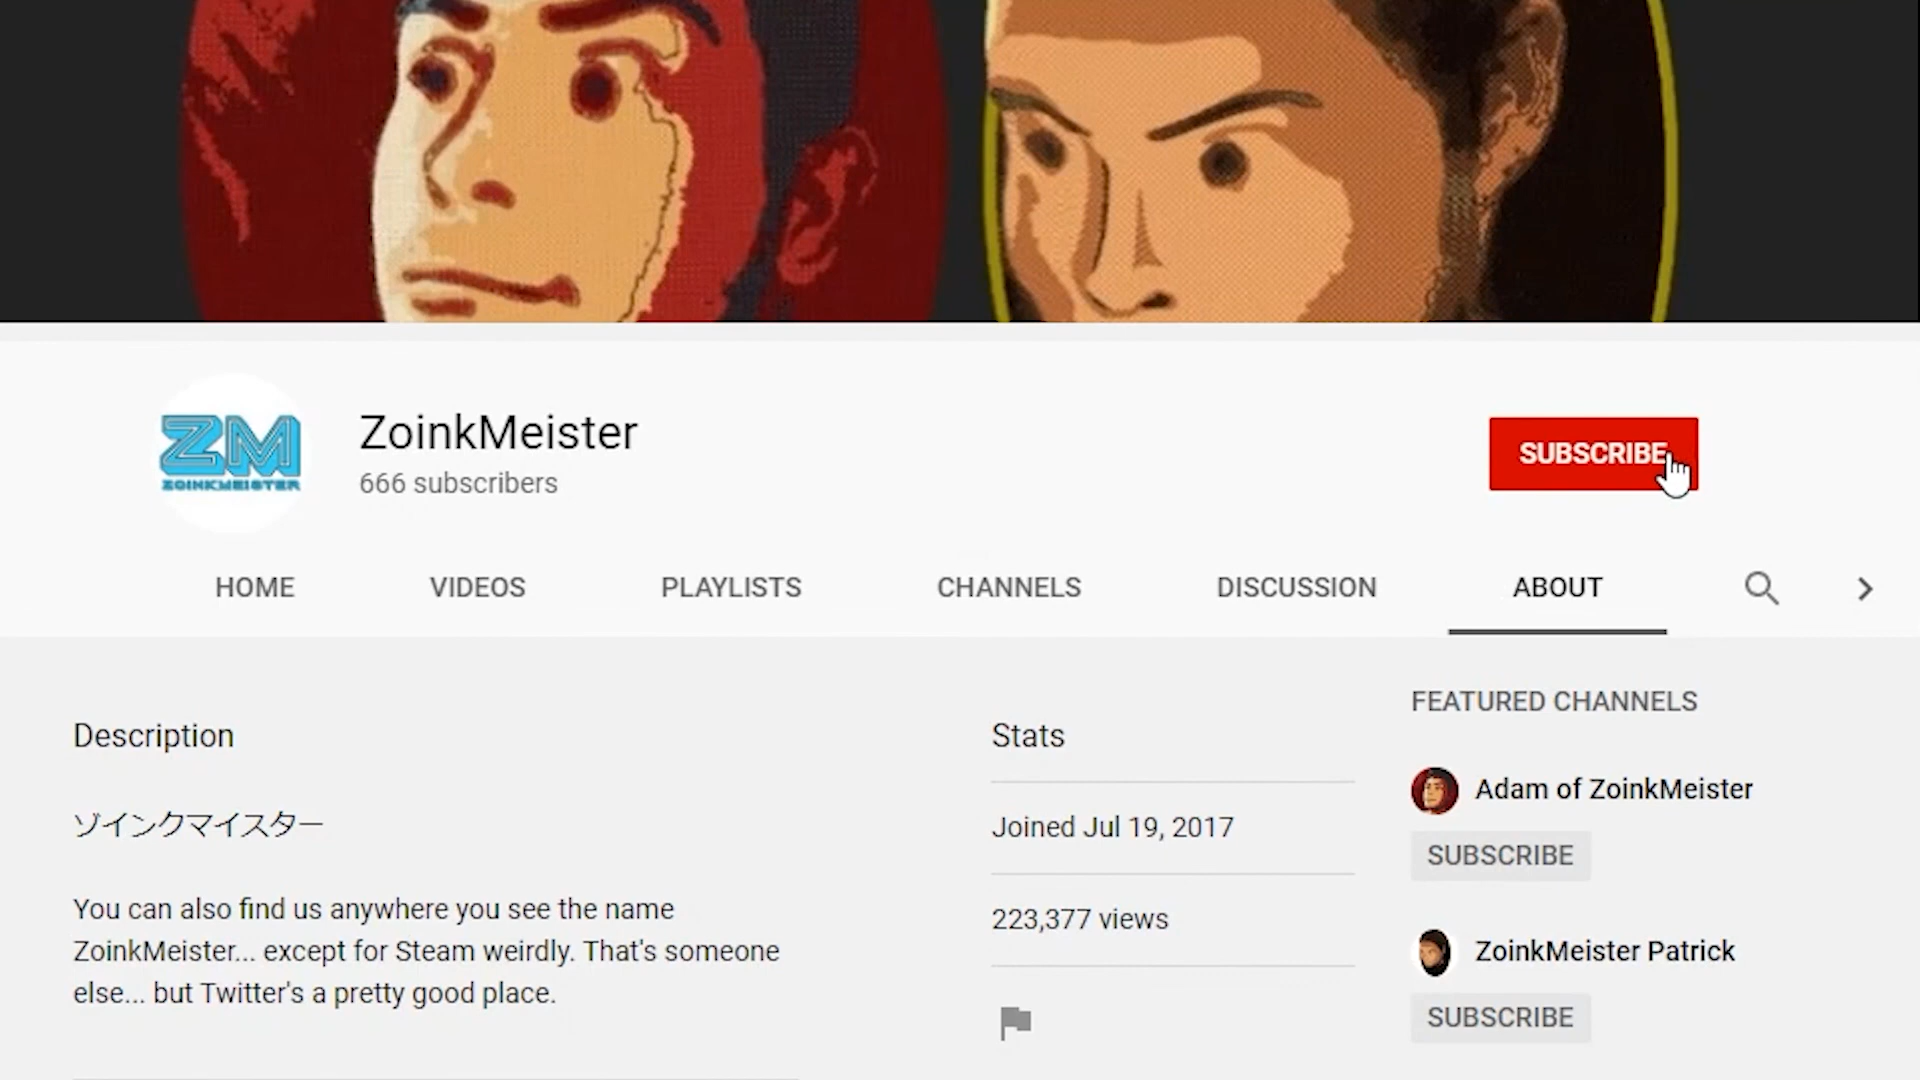 ZM
ZOINKMEISTER
ZoinkMeister
666 subscribers
SUBSCRIBE
HOME
VIDEOS
PLAYLISTS
CHANNELS
DISCUSSION
ABOUT
Description
ゾインクマイスター
You can also find us anywhere you see the name
ZoinkMeister... except for Steam weirdly. That's someone
else... but Twitter's a pretty good place.
Stats
Joined Jul 19, 2017
223,377 views
FEATURED CHANNELS
Adam of ZoinkMeister
SUBSCRIBE
ZoinkMeister Patrick
SUBSCRIBE